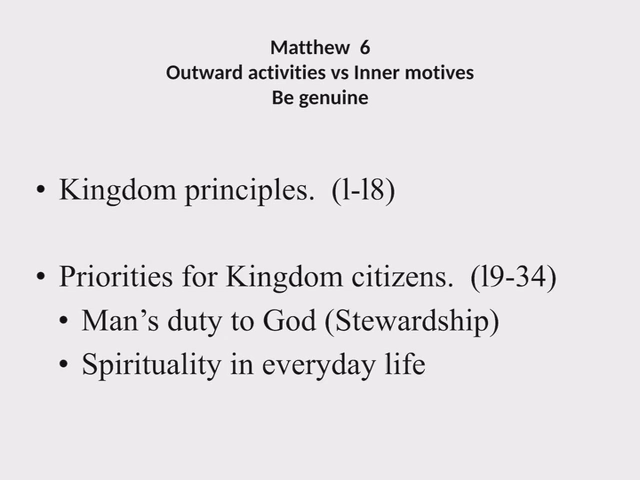 Matthew  6
Outward activities vs Inner motives
Be genuine
• Kingdom principles.  (l-l8)
• Priorities for Kingdom citizens.  (l9-34)
• Man’s duty to God (Stewardship)
• Spirituality in everyday life